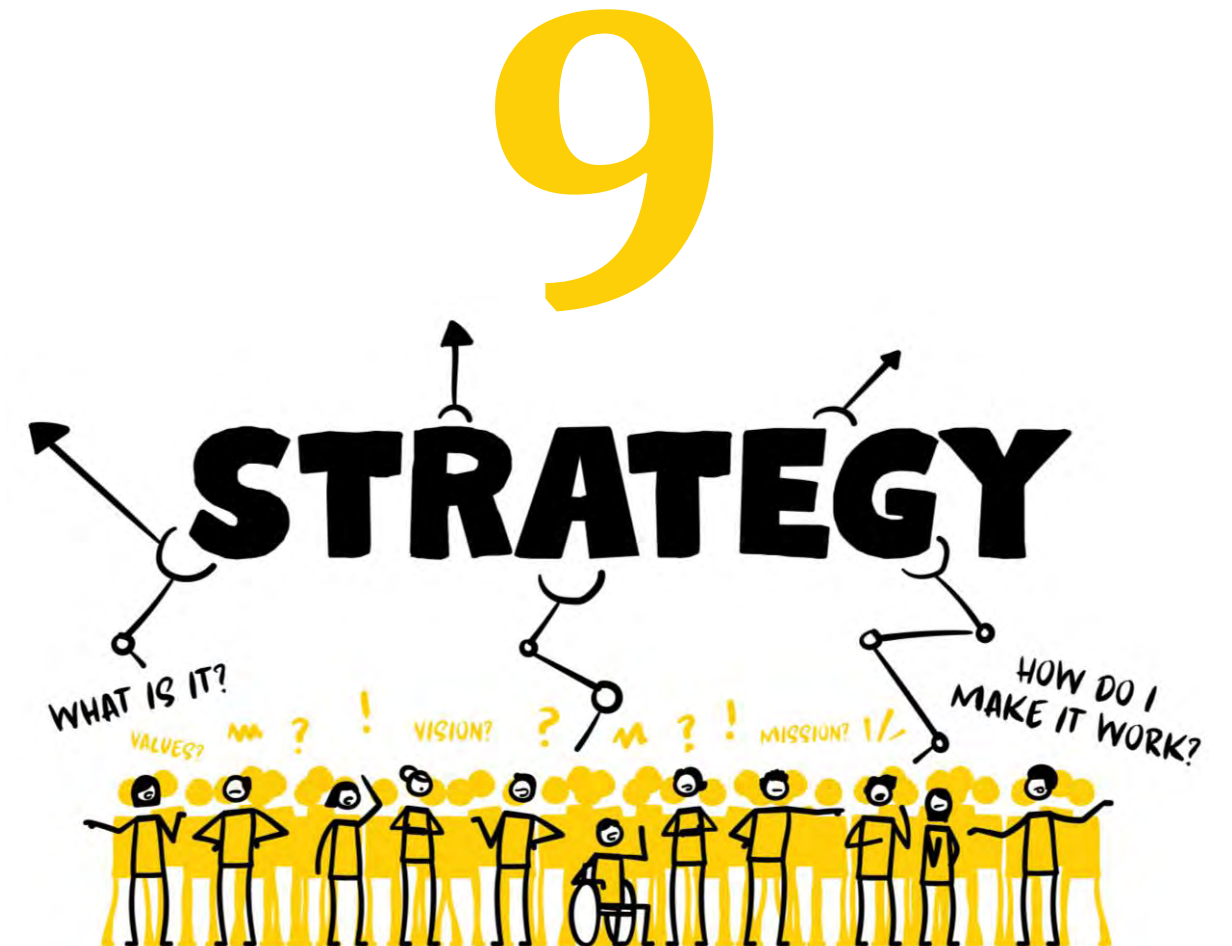 9
STRATEGY
WHAT IS IT?
HOW DO I
MAKE IT WORK?
VALUES?
?
!
VISION?
?
?
!
MISSION?